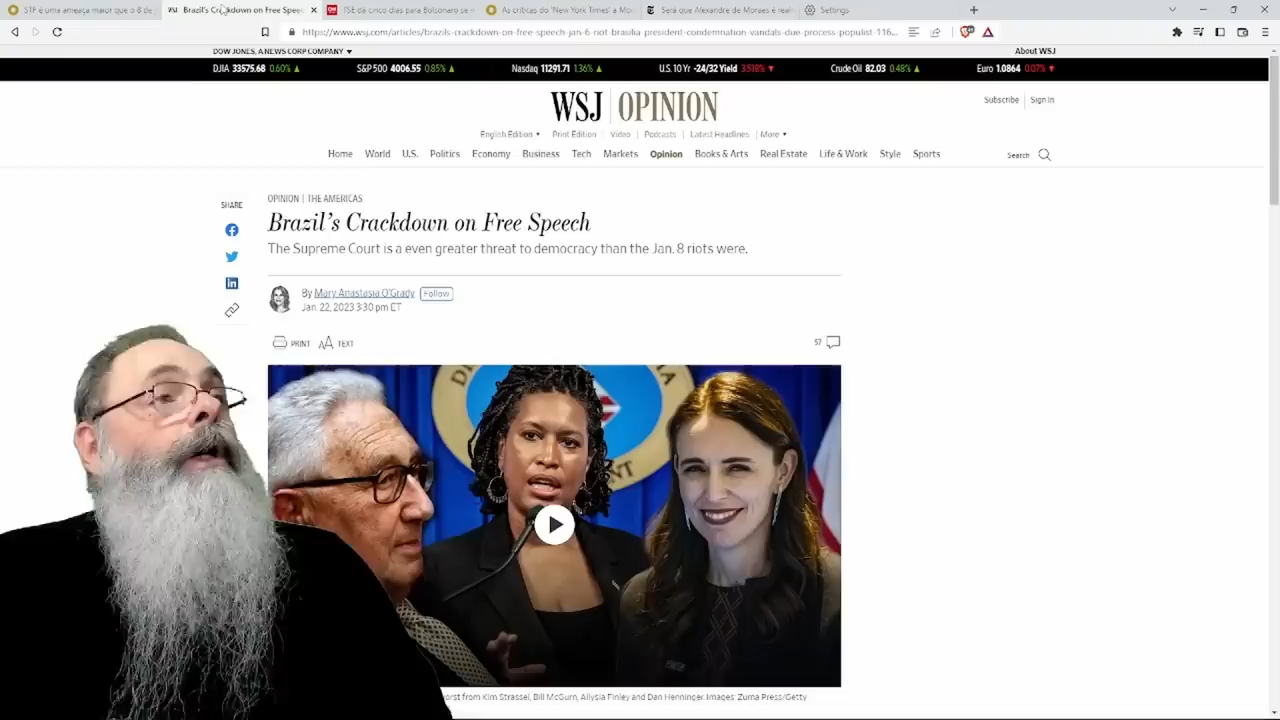 STF é uma ameaça maior que o 8 de j
Brazil's Crackdown on Free Speec
TSE dá cinco dias para Bolsonaro se
As críticas do 'New York Times' a Mo
Será que Alexandre de Moraes é reali
Settings
https://www.wsj.com/articles/brazils-crackdown-on-free-speech-jan-6-riot-brasilia-president-condemnation-vandals-due-process-populist-116...
DOW JONES, A NEWS CORP COMPANY
About WSJ
DJIA 33575.68 0.60%
S&P 500 4006.55 0.85%
Nasdaq 11291.71 1.36%
U.S. 10 Yr -24/32 Yield 3.518%
Crude Oil 82.03 0.48%
Euro 1.0864 0.07%
WSJ | OPINION
Subscribe | Sign In
English Edition
Print Edition
Video
Podcasts
Latest Headlines
More
Home World U.S. Politics Economy Business Tech Markets Opinion Books & Arts Real Estate Life & Work Style Sports
Search
SHARE
OPINION | THE AMERICAS
Brazil's Crackdown on Free Speech
The Supreme Court is a even greater threat to democracy than the Jan. 8 riots were.
By Mary Anastasia O'Grady Follow
Jan. 22, 2023 3:30 pm ET
PRINT TEXT
57
orst from Kim Strassel, Bill McGurn, Allysia Finley and Dan Henninger. Images: Zuma Press/Getty